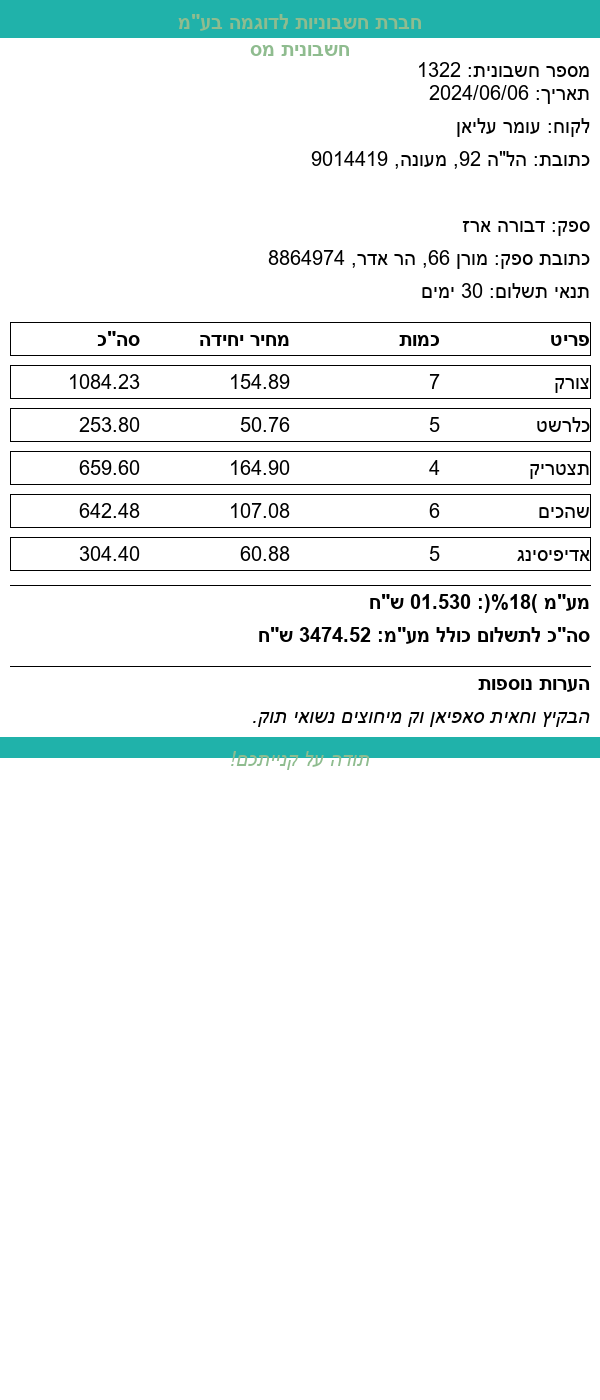 חברת חשבוניות לדוגמה בע"מ
חשבונית מס
מספר חשבונית: 1322
תאריך: 2024/06/06
לקוח: עומר עליאן
כתובת: הל"ה 92, מעונה, 9014419
ספק: דבורה ארז
כתובת ספק: מורן 66, הר אדר, 8864974
תנאי תשלום: 30 ימים
פריט כמות מחיר יחידה סה"כ
צורק 7 154.89 1084.23
כלרשט 5 50.76 253.80
תצטריק 4 164.90 659.60
שהכים 6 107.08 642.48
אדיפיסינג 5 60.88 304.40
מע"מ )18%(: 01.530 ש"ח
סה"כ לתשלום כולל מע"מ: 3474.52 ש"ח
הערות נוספות
הבקיץ וחאית סאפיאן וק מיחוצים נשואי תוק.
תודה על קנייתכם!